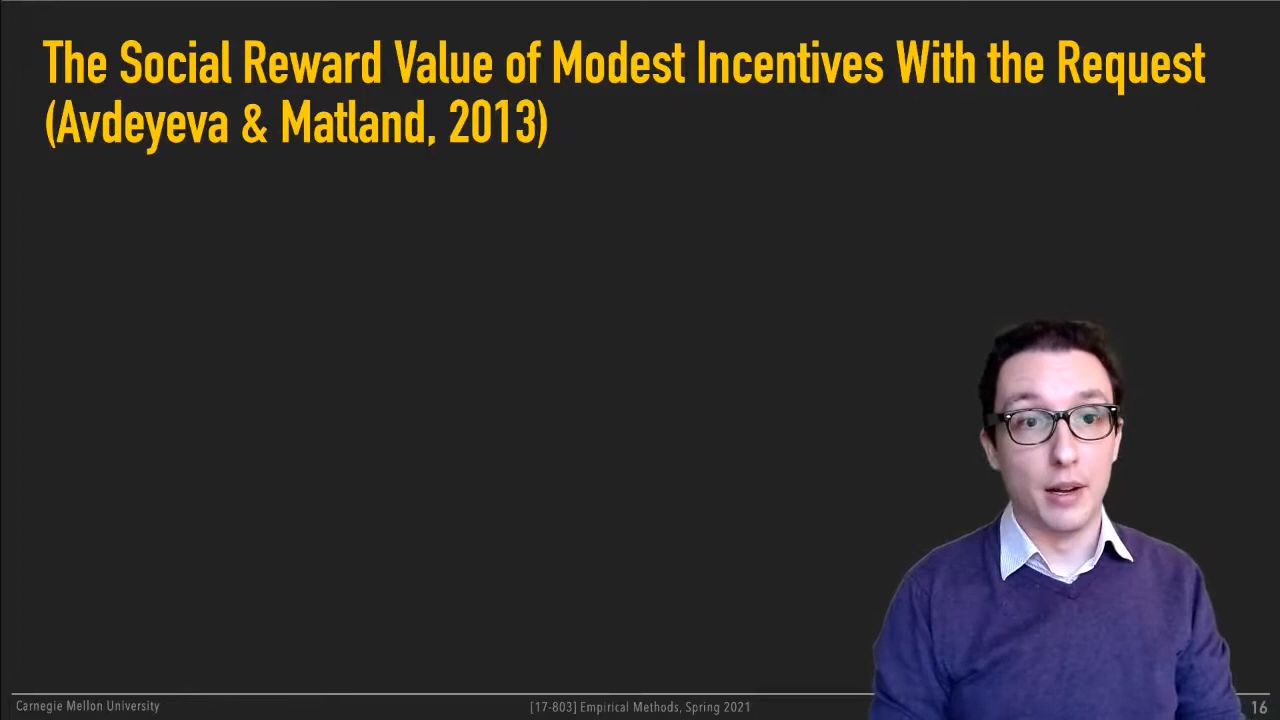 The Social Reward Value of Modest Incentives With the Request
(Avdeyeva & Matland, 2013)
Carnegie Mellon University
[17-803] Empirical Methods, Spring 2021
16